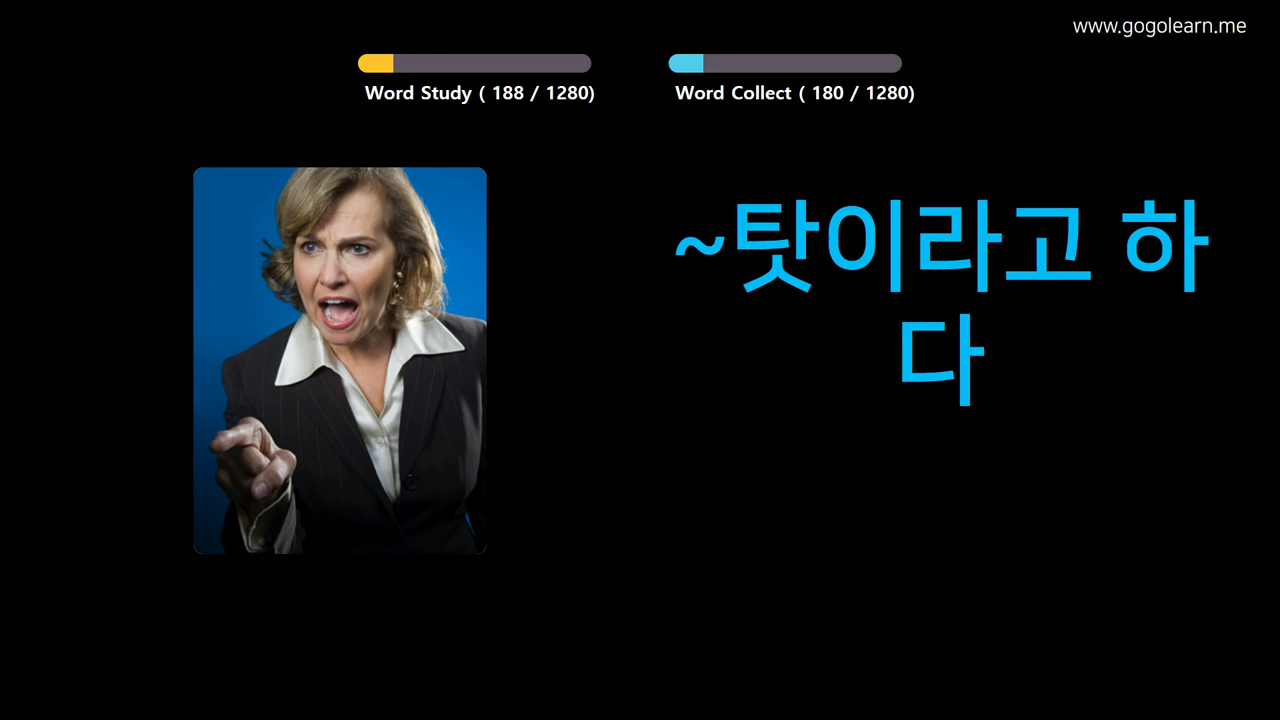 www.gogolearn.me
Word Study ( 188 / 1280)
Word Collect ( 180 / 1280)
~탓이라고 하
다